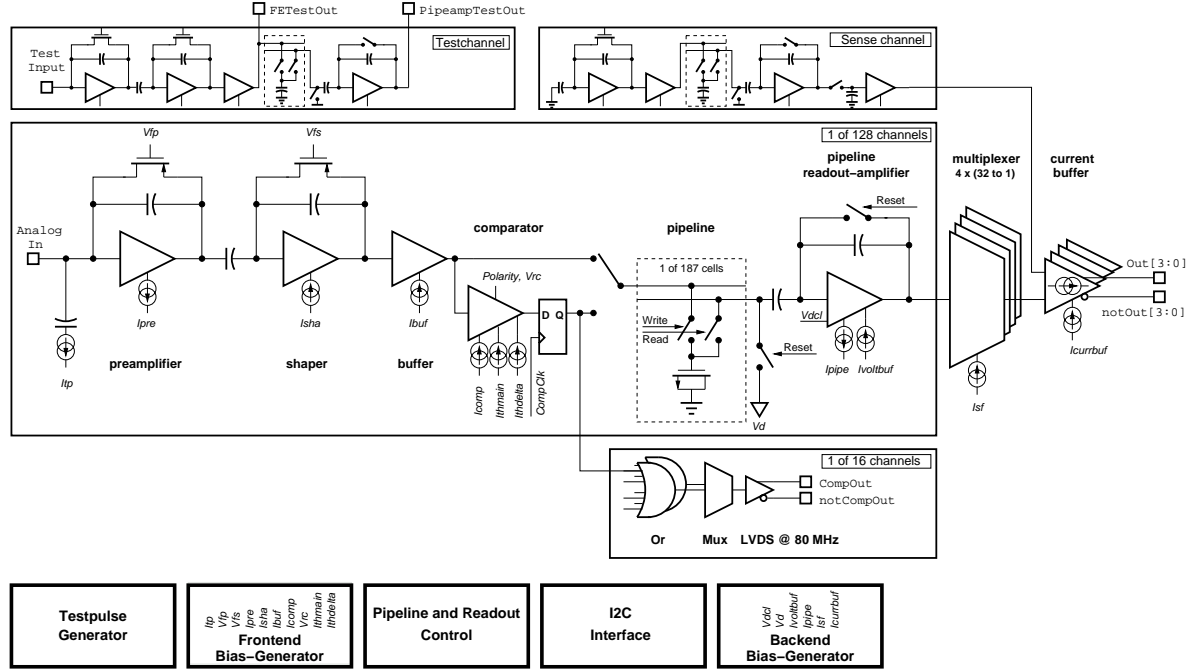 FETestOut
PipeampTestOut
Testchannel
Test
Input
Sense channel
1 of 128 channels
Vfp
Vfs
pipeline
readout−amplifier
multiplexer
4 x (32 to 1)
current
buffer
Reset
Analog
In
comparator
pipeline
1 of 187 cells
Polarity, Vrc
D Q
Write
Read
Reset
Vdcl
Out[3:0]
notOut[3:0]
Ipre
Isha
Ibuf
Icomp
Ithmain
Ithdelta
CompClk
Ipipe
Ivoltbuf
Icurrbuf
Itp
preamplifier
shaper
buffer
Vd
Isf
1 of 16 channels
CompOut
notCompOut
Or
Mux
LVDS @ 80 MHz
Testpulse
Generator
Itp
Vfp
Vfs
Ipre
Isha
Ibuf
Icomp
Vrc
Ithmain
Ithdelta
Frontend
Bias−Generator
Pipeline and Readout
Control
I2C
Interface
Vdcl
Vd
Ivoltbuf
Ipipe
Isf
Icurrbuf
Backend
Bias−Generator